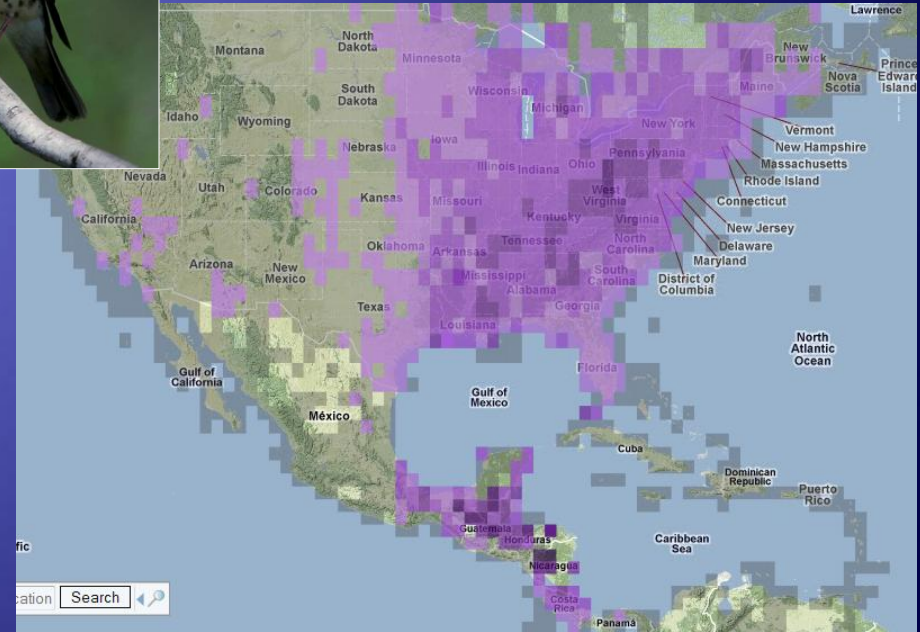 Lawrence
North
Dakota
Montana
Minnesota
New
Brunswick
Prince
Edward
Island
Nova
Scotia
Maine
South
Dakota
Wisconsin
Michigan
Idaho
Wyoming
New York
Vermont
New Hampshire
Nebraska
Iowa
Pennsylvania
Massachusetts
Illinois
Indiana
Ohio
Rhode Island
Nevada
Utah
Colorado
Kansas
Missouri
West
Virginia
Connecticut
California
Kentucky
Virginia
New Jersey
Oklahoma
Arkansas
Tennessee
North
Carolina
Delaware
Maryland
Arizona
New
Mexico
Mississippi
South
Carolina
District of
Columbia
Alabama
Texas
Georgia
Louisiana
North
Atlantic
Ocean
Gulf of
California
Florida
Gulf of
Mexico
México
Cuba
Dominican
Republic
Puerto
Rico
Guatemala
Honduras
Caribbean
Sea
fic
Nicaragua
cation
Search
Costa
Rica
Panamá